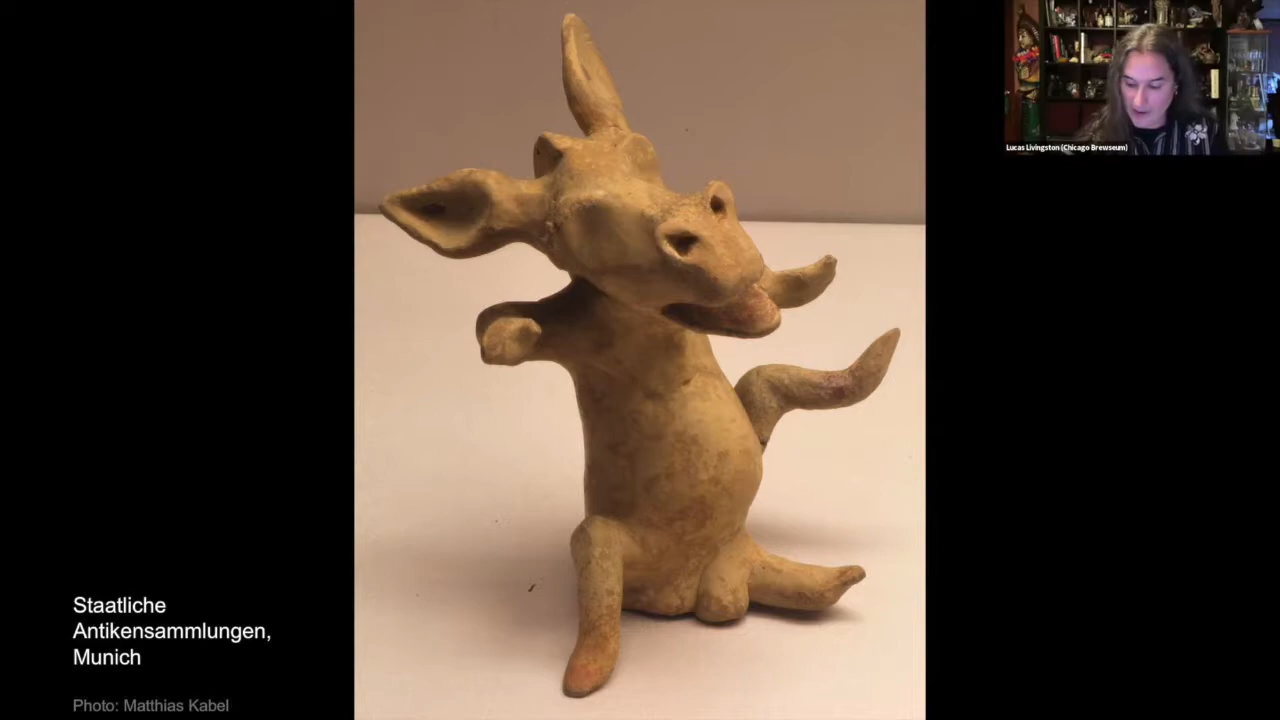 Lucas Livingston (Chicago Brewseum)
Staatliche
Antikensammlungen,
Munich
Photo: Matthias Kabel